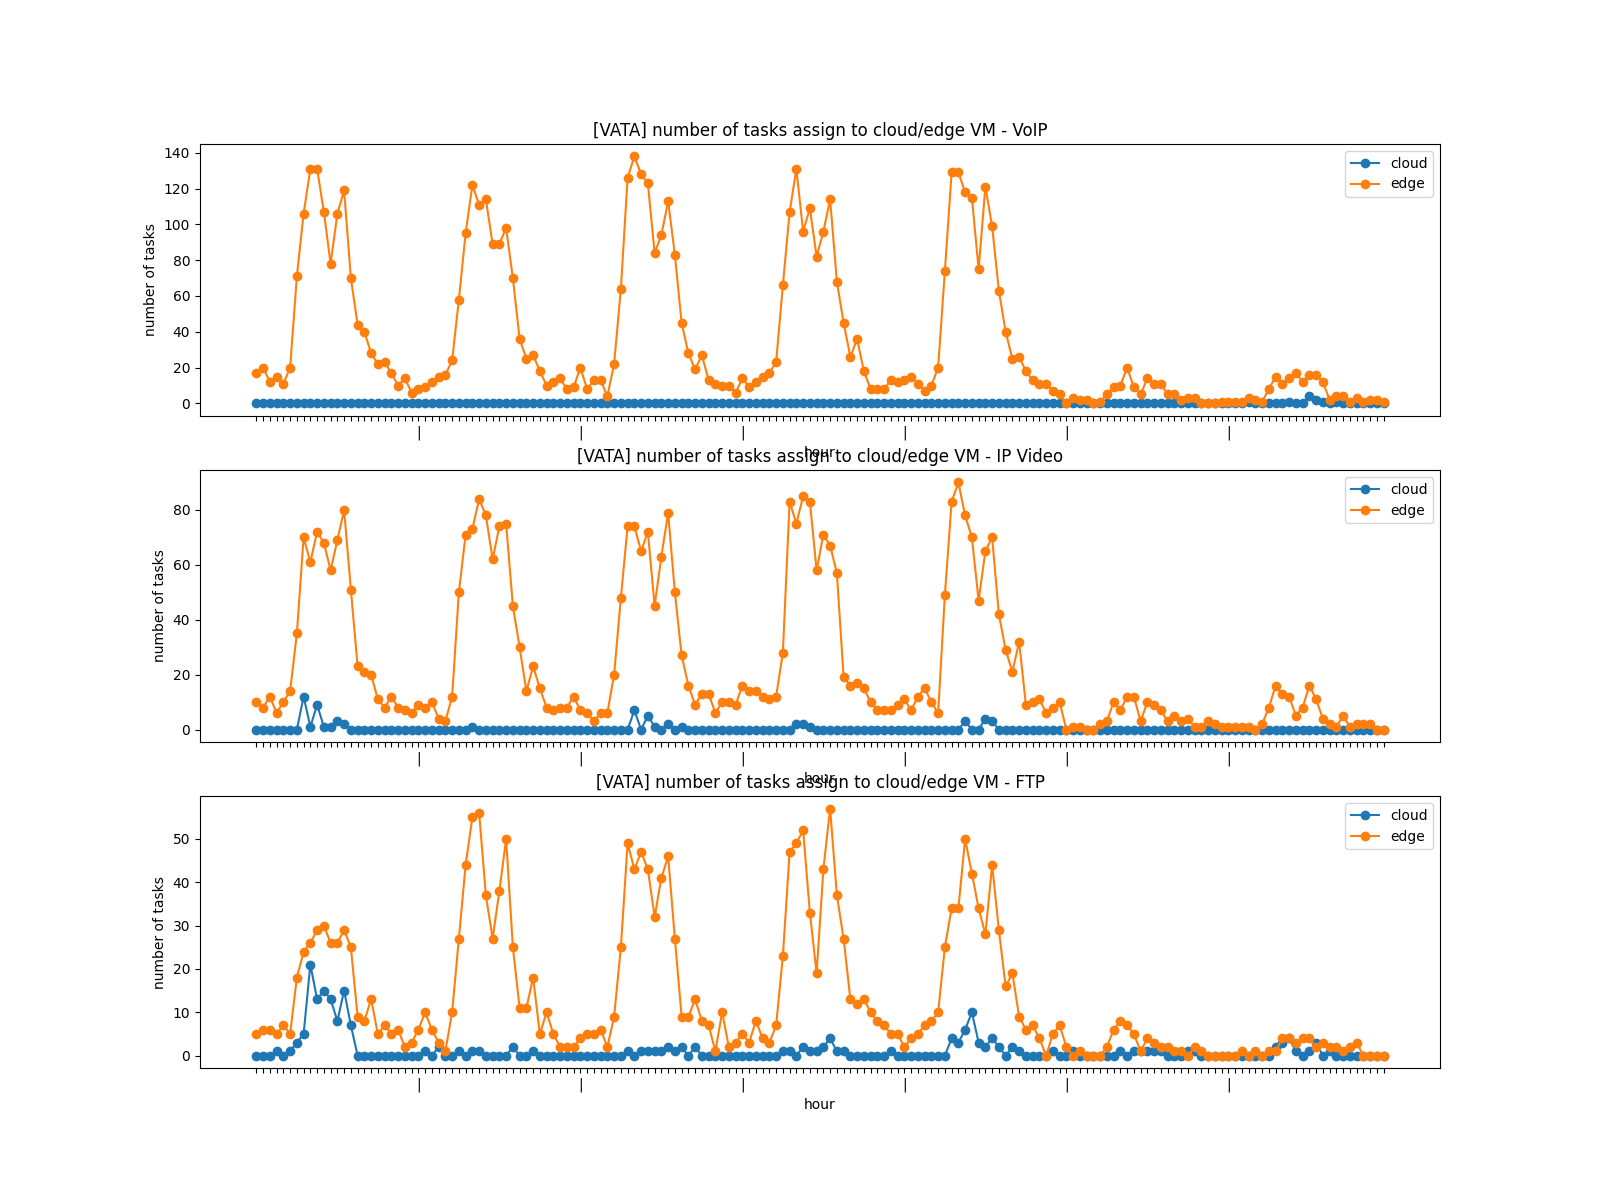 [VATA] number of tasks assign to cloud/edge VM - VoIP
140
120
100
80
60
40
20
0
number of tasks
cloud
edge
hour
[VATA] number of tasks assign to cloud/edge VM - IP Video
80
60
40
20
0
number of tasks
cloud
edge
hour
[VATA] number of tasks assign to cloud/edge VM - FTP
50
40
30
20
10
0
number of tasks
cloud
edge
hour